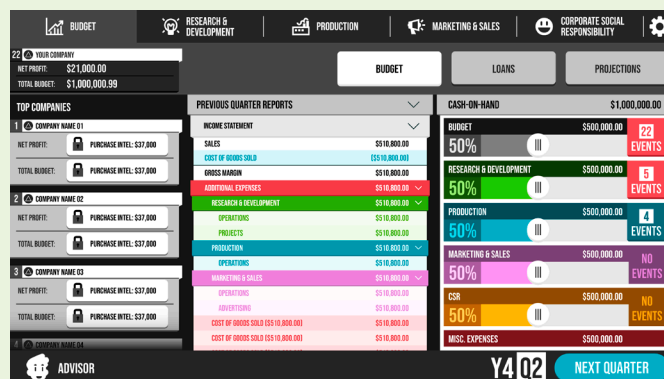 BUDGET
RESEARCH &
DEVELOPMENT
PRODUCTION
MARKETING & SALES
CORPORATE SOCIAL
RESPONSIBILITY
22 YOUR COMPANY
NET PROFIT: $21,000.00
TOTAL BUDGET: $1,000,000.99
BUDGET
LOANS
PROJECTIONS
TOP COMPANIES
1 COMPANY NAME 01
NET PROFIT: PURCHASE INTEL: $37,000
TOTAL BUDGET: PURCHASE INTEL: $37,000
2 COMPANY NAME 02
NET PROFIT: PURCHASE INTEL: $37,000
TOTAL BUDGET: PURCHASE INTEL: $37,000
3 COMPANY NAME 03
NET PROFIT: PURCHASE INTEL: $37,000
TOTAL BUDGET: PURCHASE INTEL: $37,000
4 COMPANY NAME 04
PREVIOUS QUARTER REPORTS
INCOME STATEMENT
SALES $510,800.00
COST OF GOODS SOLD ($510,800.00)
GROSS MARGIN $510,800.00
ADDITIONAL EXPENSES $510,800.00
RESEARCH & DEVELOPMENT $510,800.00
OPERATIONS $510,800.00
PROJECTS $510,800.00
PRODUCTION $510,800.00
OPERATIONS $510,800.00
MARKETING & SALES $510,800.00
OPERATIONS $510,800.00
ADVERTISING $510,800.00
COST OF GOODS SOLD ($510,800.00) $510,800.00
COST OF GOODS SOLD ($510,800.00) $510,800.00
CASH-ON-HAND $1,000,000.00
BUDGET $500,000.00
50%
22
EVENTS
RESEARCH & DEVELOPMENT $500,000.00
50%
5
EVENTS
PRODUCTION $500,000.00
50%
4
EVENTS
MARKETING & SALES $500,000.00
50%
NO
EVENTS
CSR $500,000.00
50%
NO
EVENTS
MISC. EXPENSES $500,000.00
ADVISOR
Y4 Q2
NEXT QUARTER